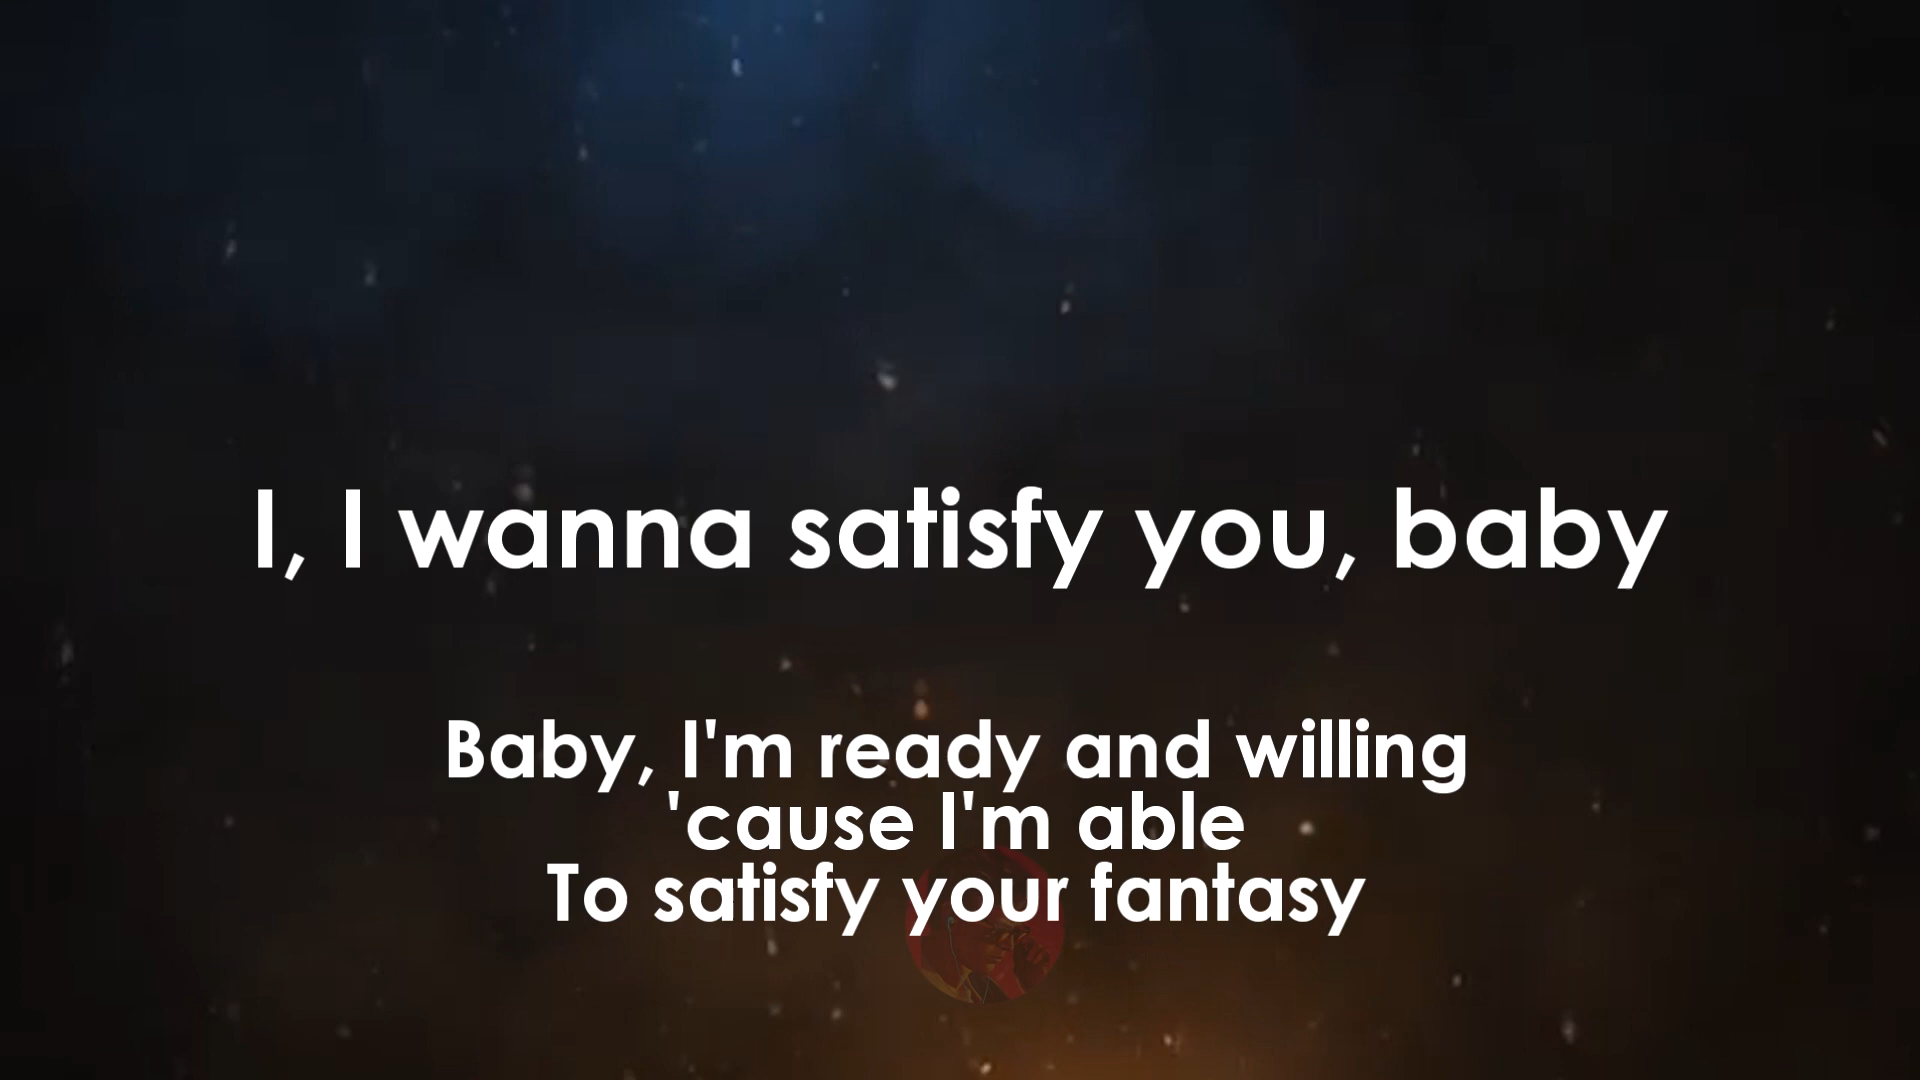 I, I wanna satisfy you, baby
Baby, I'm ready and willing
'cause I'm able
To satisfy your fantasy